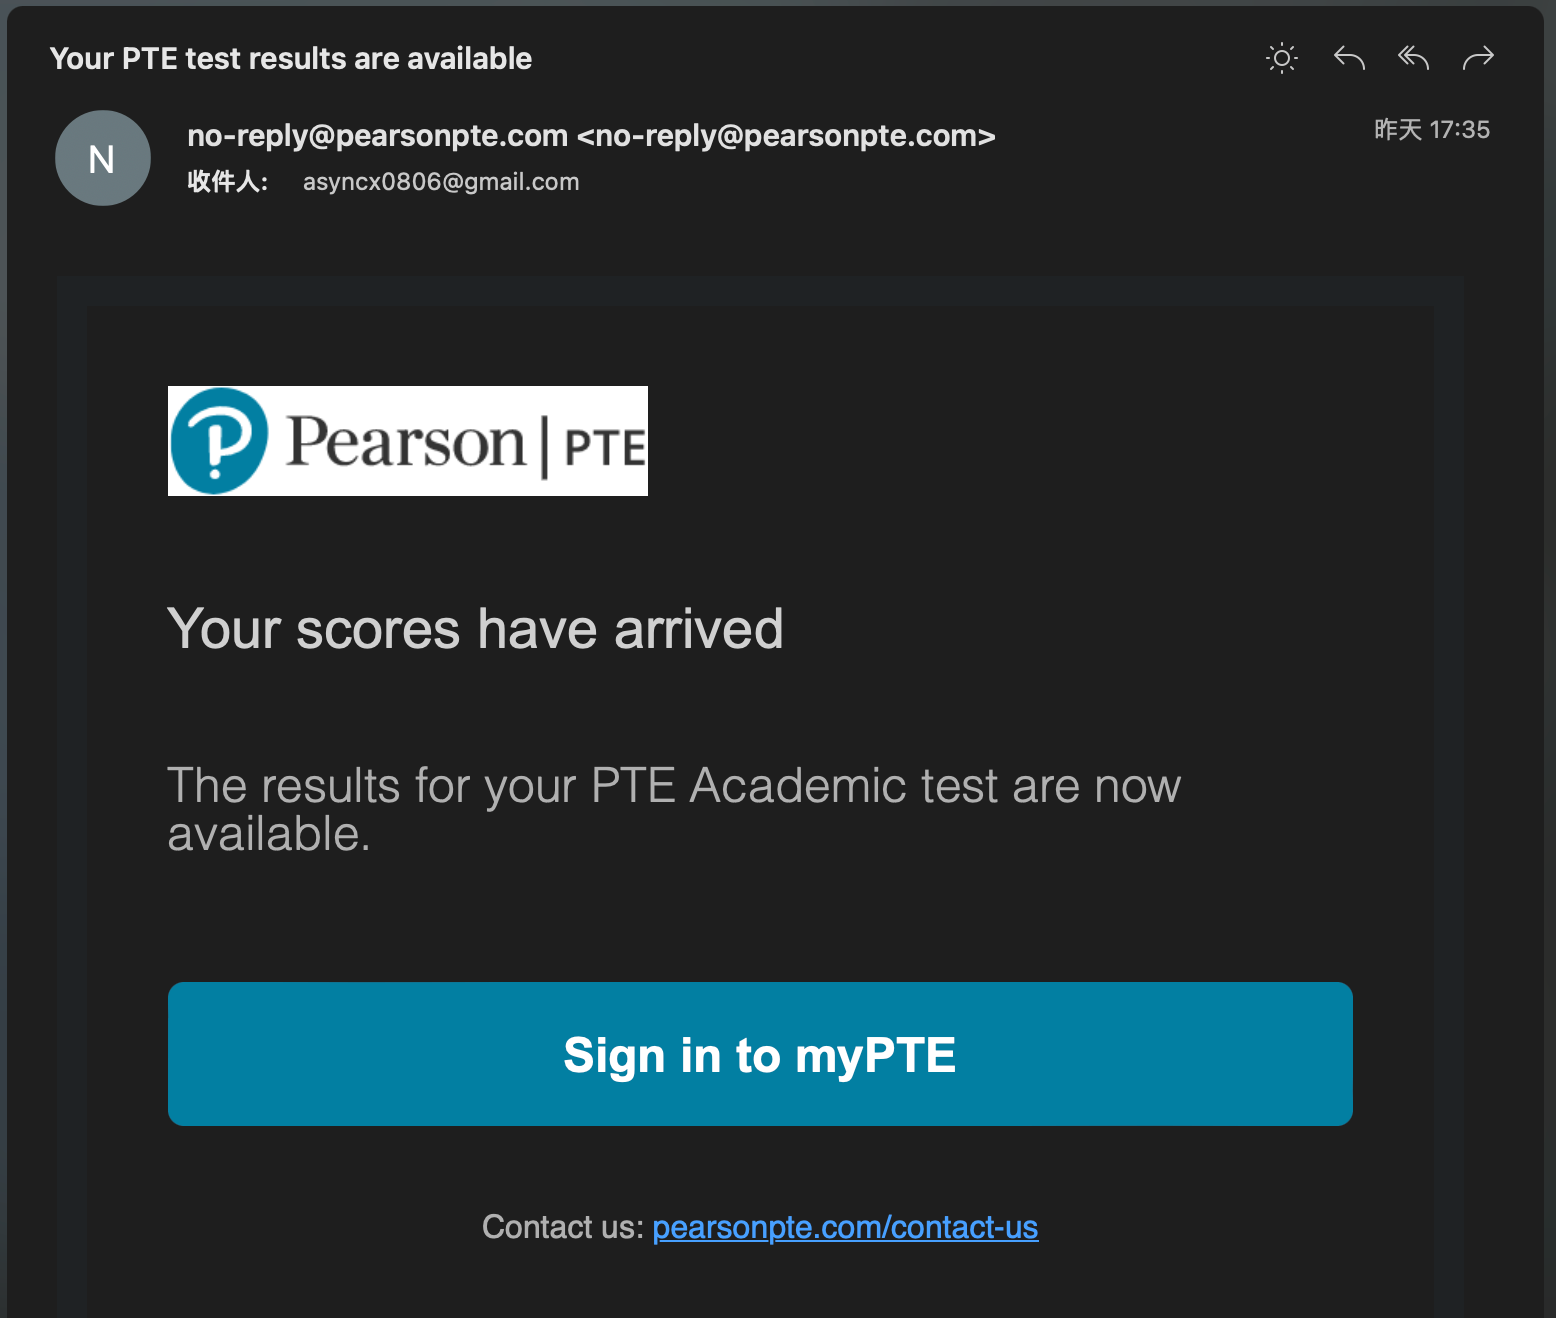 Your PTE test results are available
N
no-reply@pearsonpte.com <no-reply@pearsonpte.com>
昨天 17:35
收件人: asyncx0806@gmail.com
Pearson | PTE
Your scores have arrived
The results for your PTE Academic test are now
available.
Sign in to myPTE
Contact us: pearsonpte.com/contact-us